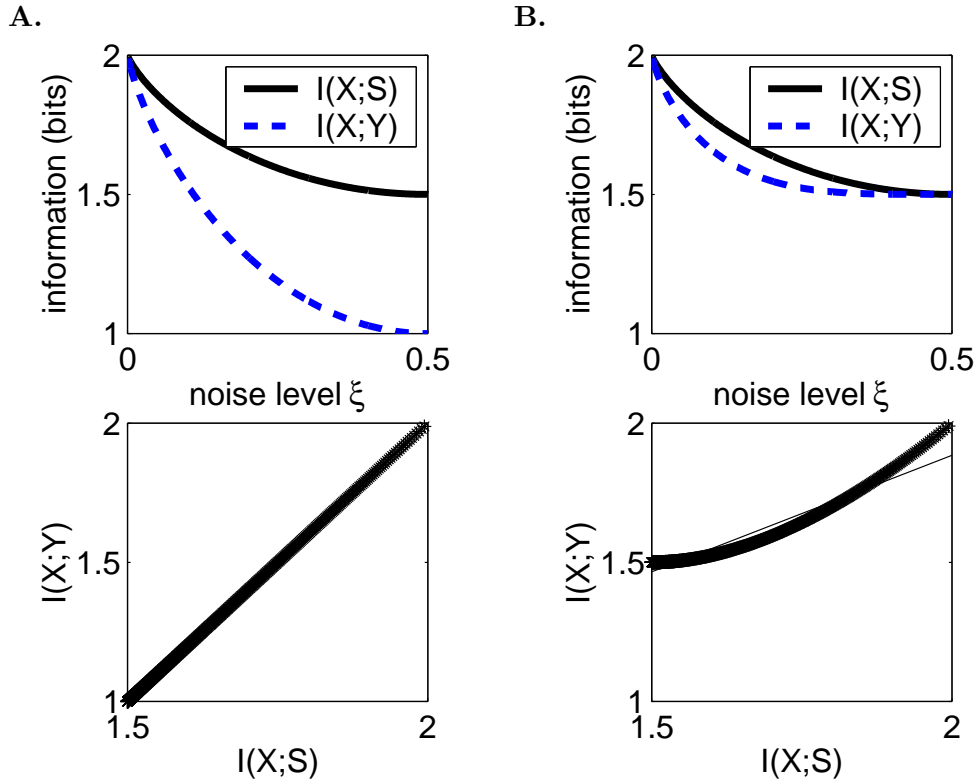 A.
2
1.5
1
information (bits)
I(X;S)
I(X;Y)
0
0.5
noise level ξ
2
1.5
1
I(X;Y)
1.5
2
I(X;S)
B.
2
1.5
1
information (bits)
I(X;S)
I(X;Y)
0
0.5
noise level ξ
2
1.5
1
I(X;Y)
1.5
2
I(X;S)